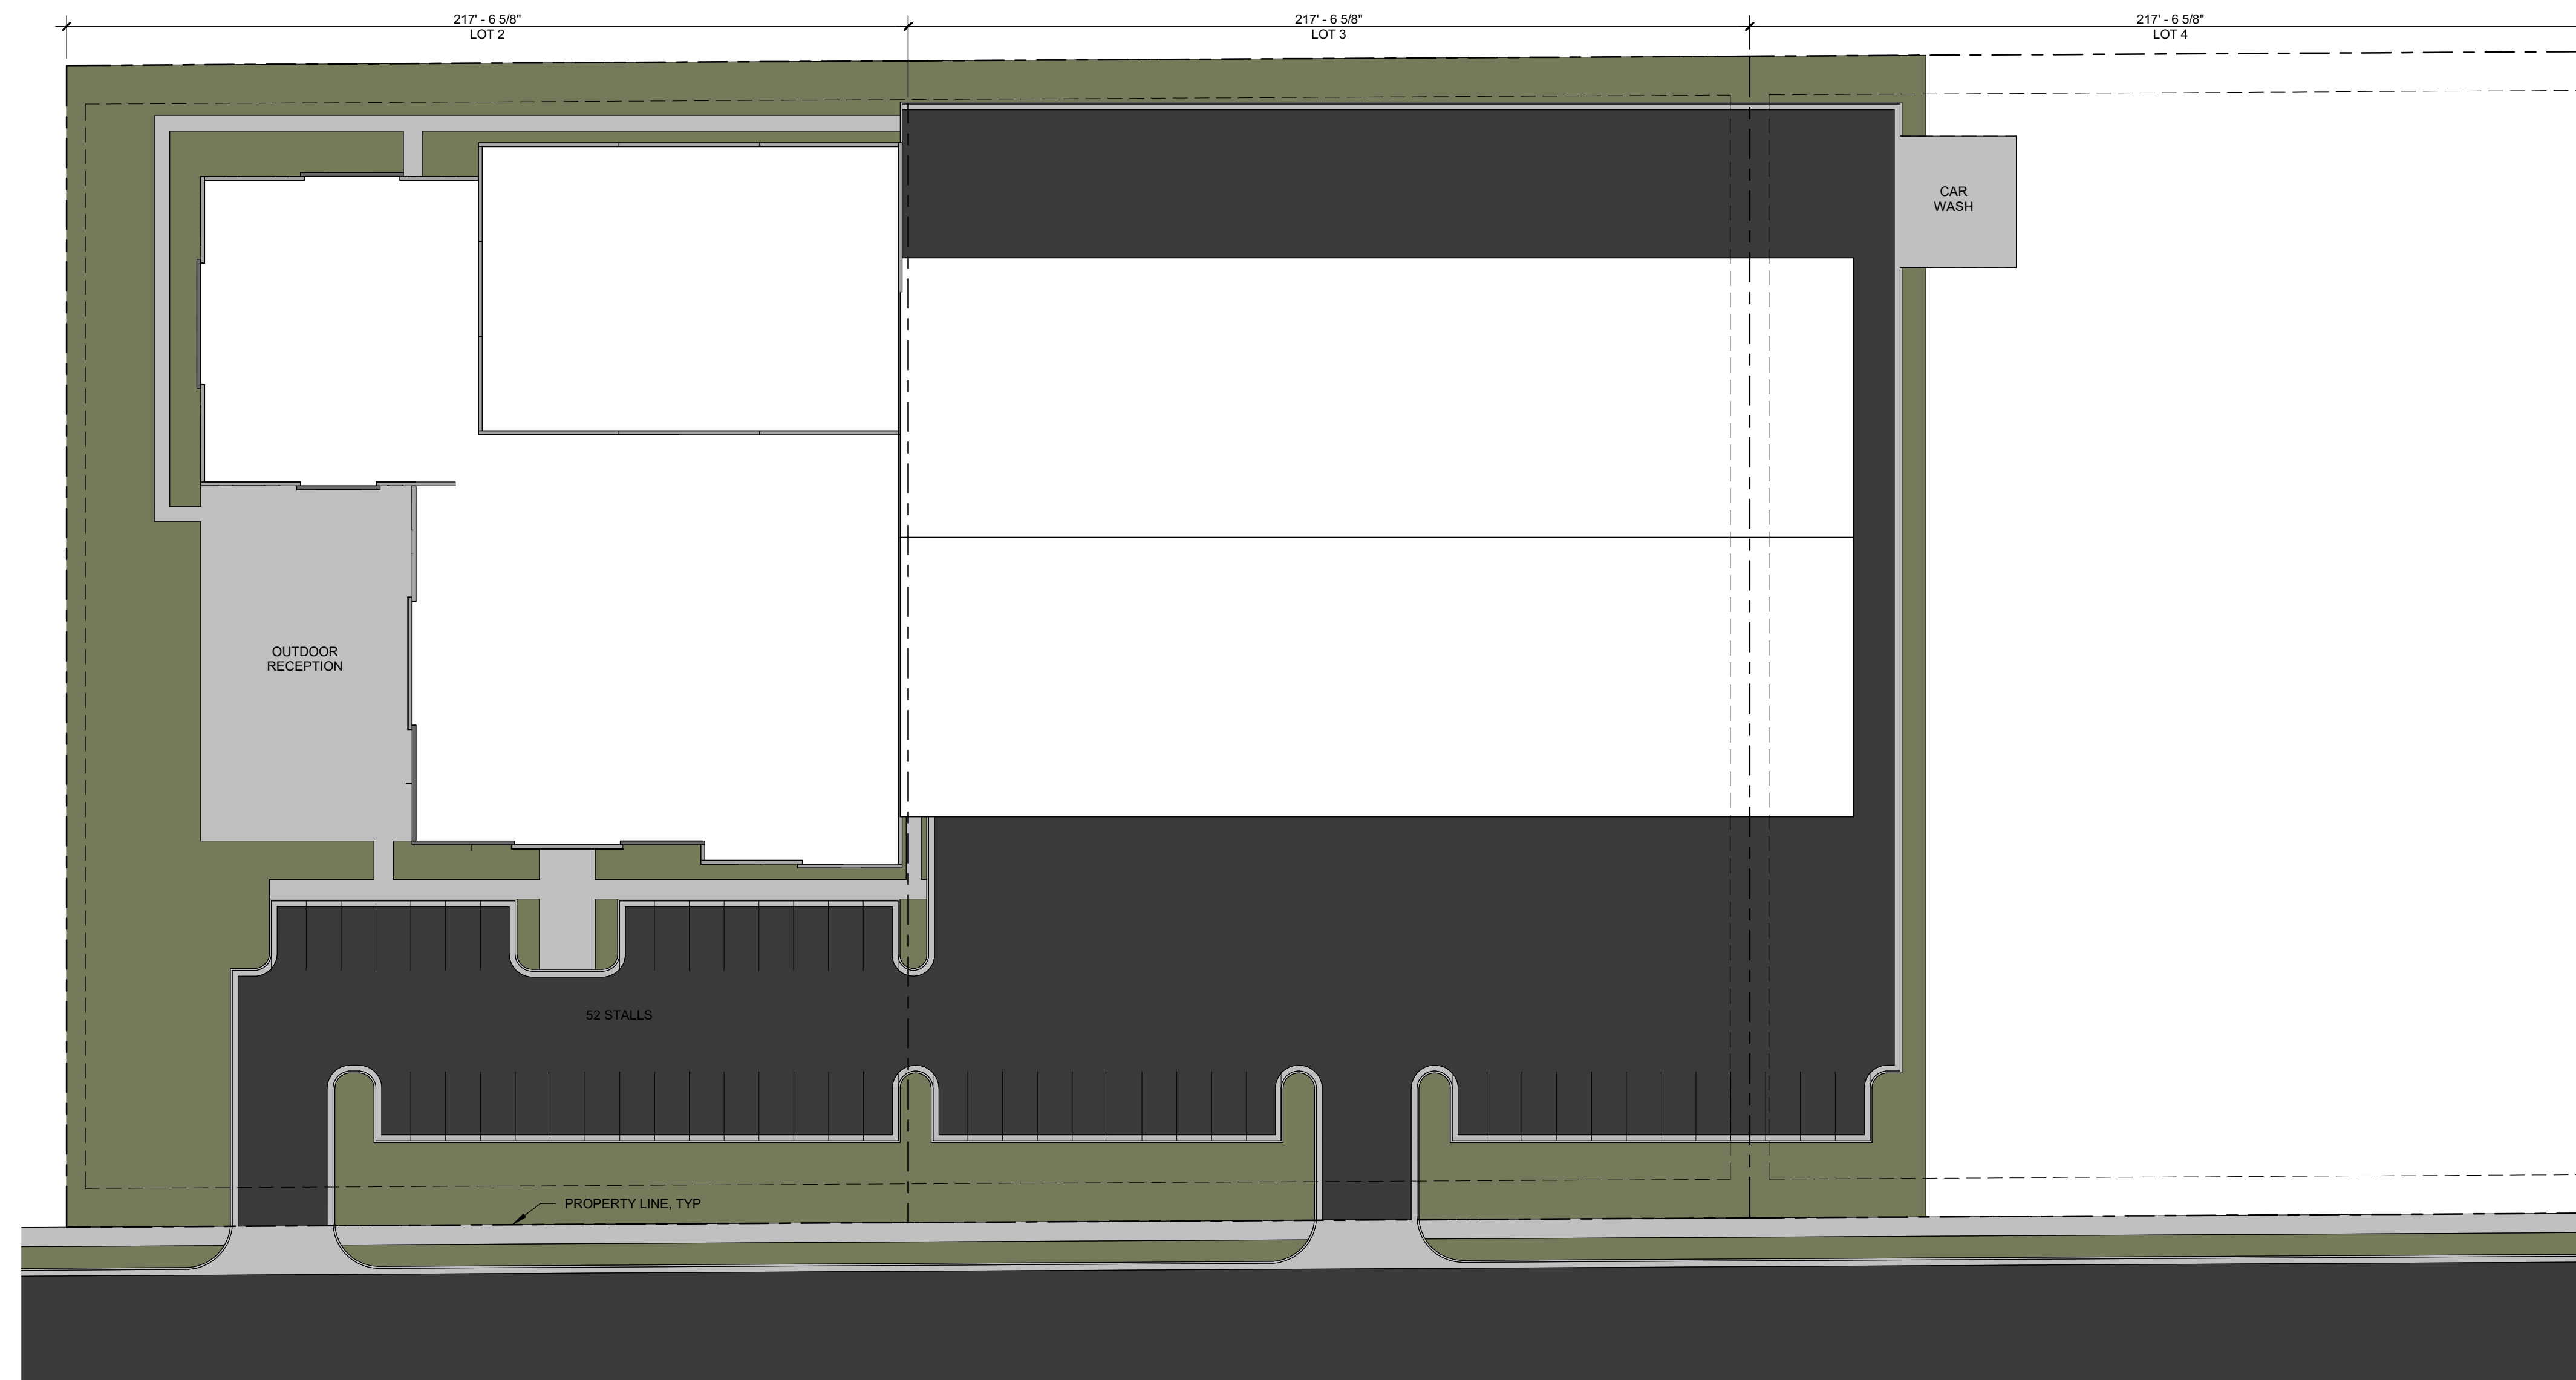 217' - 6 5/8"
LOT 2
217' - 6 5/8"
LOT 3
217' - 6 5/8"
LOT 4
CAR
WASH
OUTDOOR
RECEPTION
52 STALLS
PROPERTY LINE, TYP